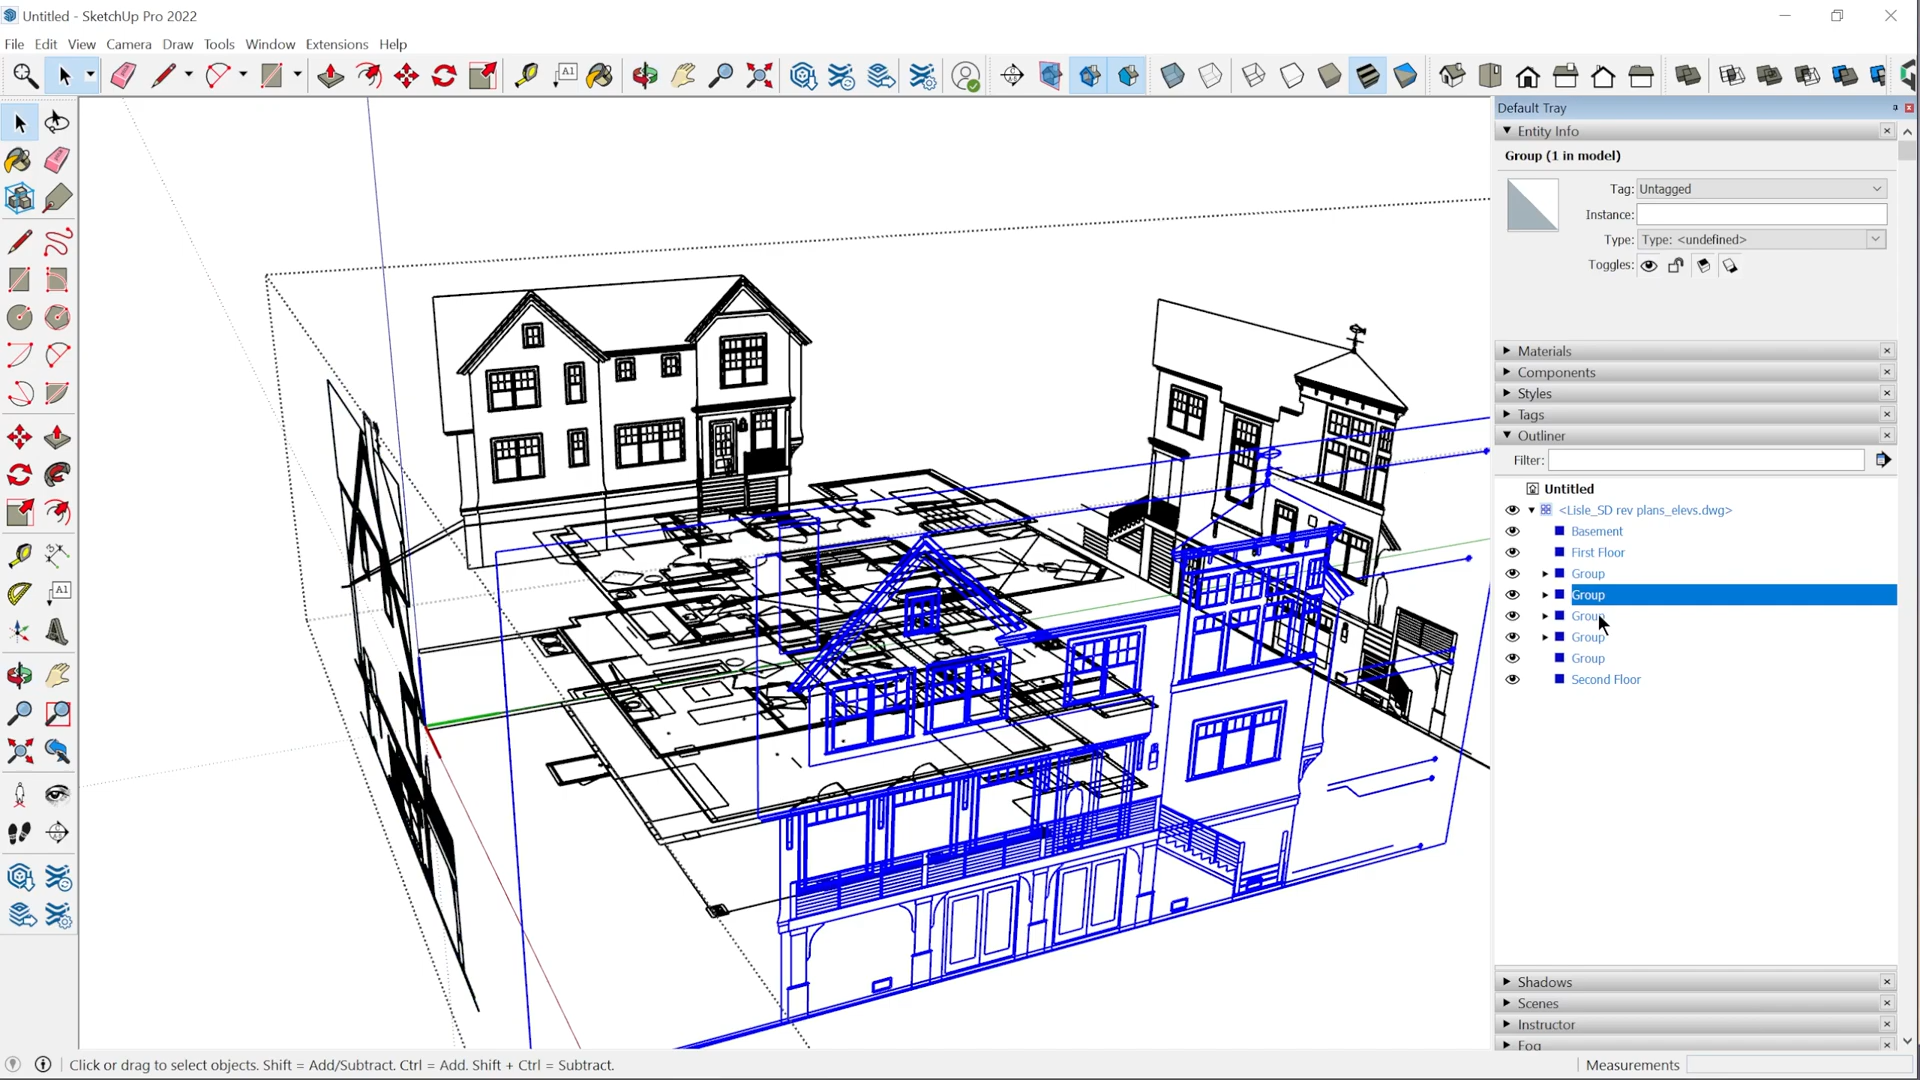 Untitled - SketchUp Pro 2022
File Edit View Camera Draw Tools Window Extensions Help
A1
Default Tray
Entity Info
Group (1 in model)
Tag: Untagged
Instance:
Type: Type: <undefined>
Toggles:
Materials
Components
Styles
Tags
Outliner
Filter:
Untitled
<Lisle_SD rev plans_elevs.dwg>
Basement
First Floor
Group
Group
Group
Group
Group
Second Floor
A1
Shadows
Scenes
Instructor
Fog
Click or drag to select objects. Shift = Add/Subtract. Ctrl = Add. Shift + Ctrl = Subtract.
Measurements